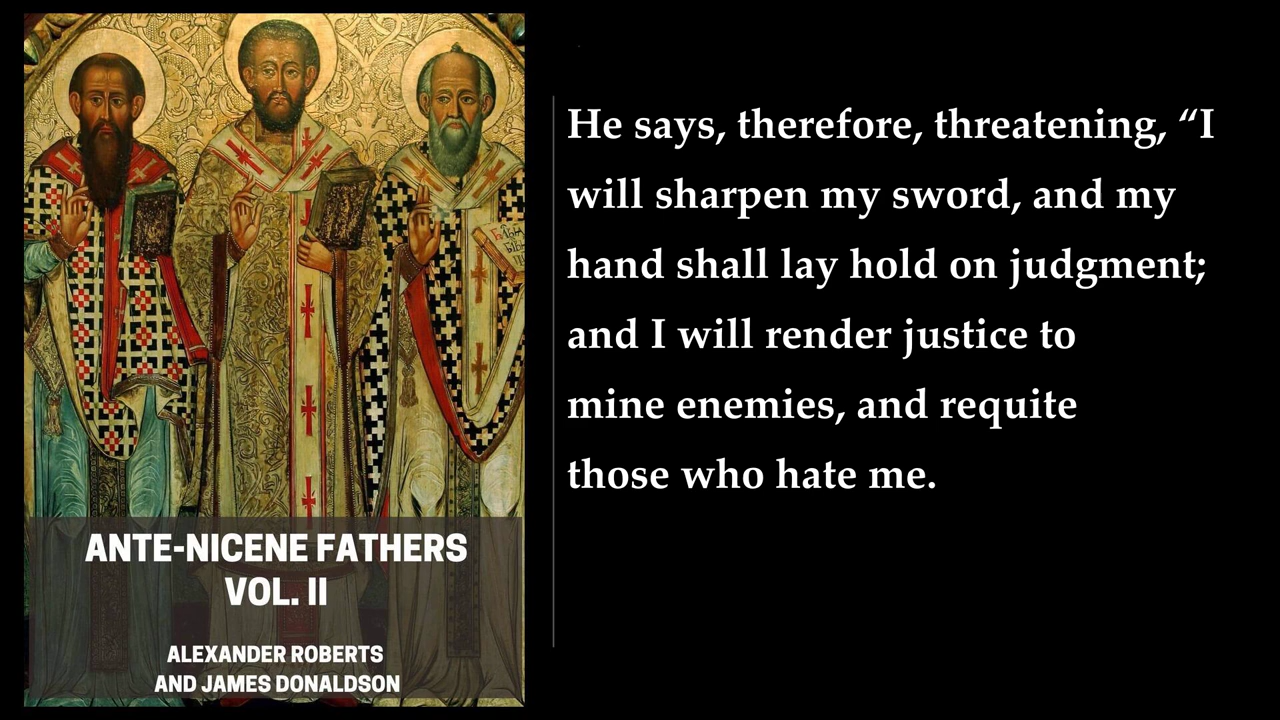 He says, therefore, threatening, “I
will sharpen my sword, and my
hand shall lay hold on judgment;
and I will render justice to
mine enemies, and requite
those who hate me.
ANTE-NICENE FATHERS
VOL. II
ALEXANDER ROBERTS
AND JAMES DONALDSON